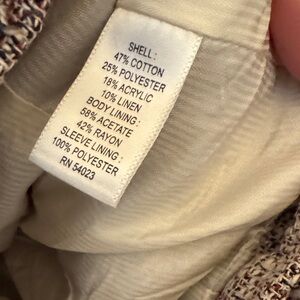 SHELL :
47% COTTON
25% POLYESTER
18% ACRYLIC
10% LINEN
BODY LINING :
58% ACETATE
42% RAYON
SLEEVE LINING :
100% POLYESTER
RN 54023